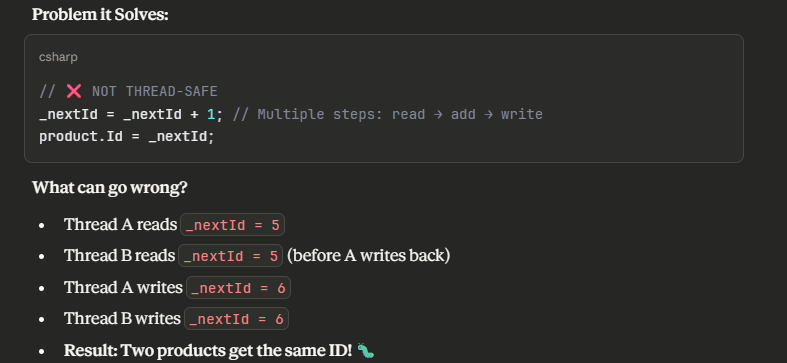 Problem it Solves:
csharp
// ❌ NOT THREAD-SAFE
_nextId = _nextId + 1; // Multiple steps: read → add → write
product.Id = _nextId;
What can go wrong?
• Thread A reads _nextId = 5
• Thread B reads _nextId = 5 (before A writes back)
• Thread A writes _nextId = 6
• Thread B writes _nextId = 6
• Result: Two products get the same ID! 🐛